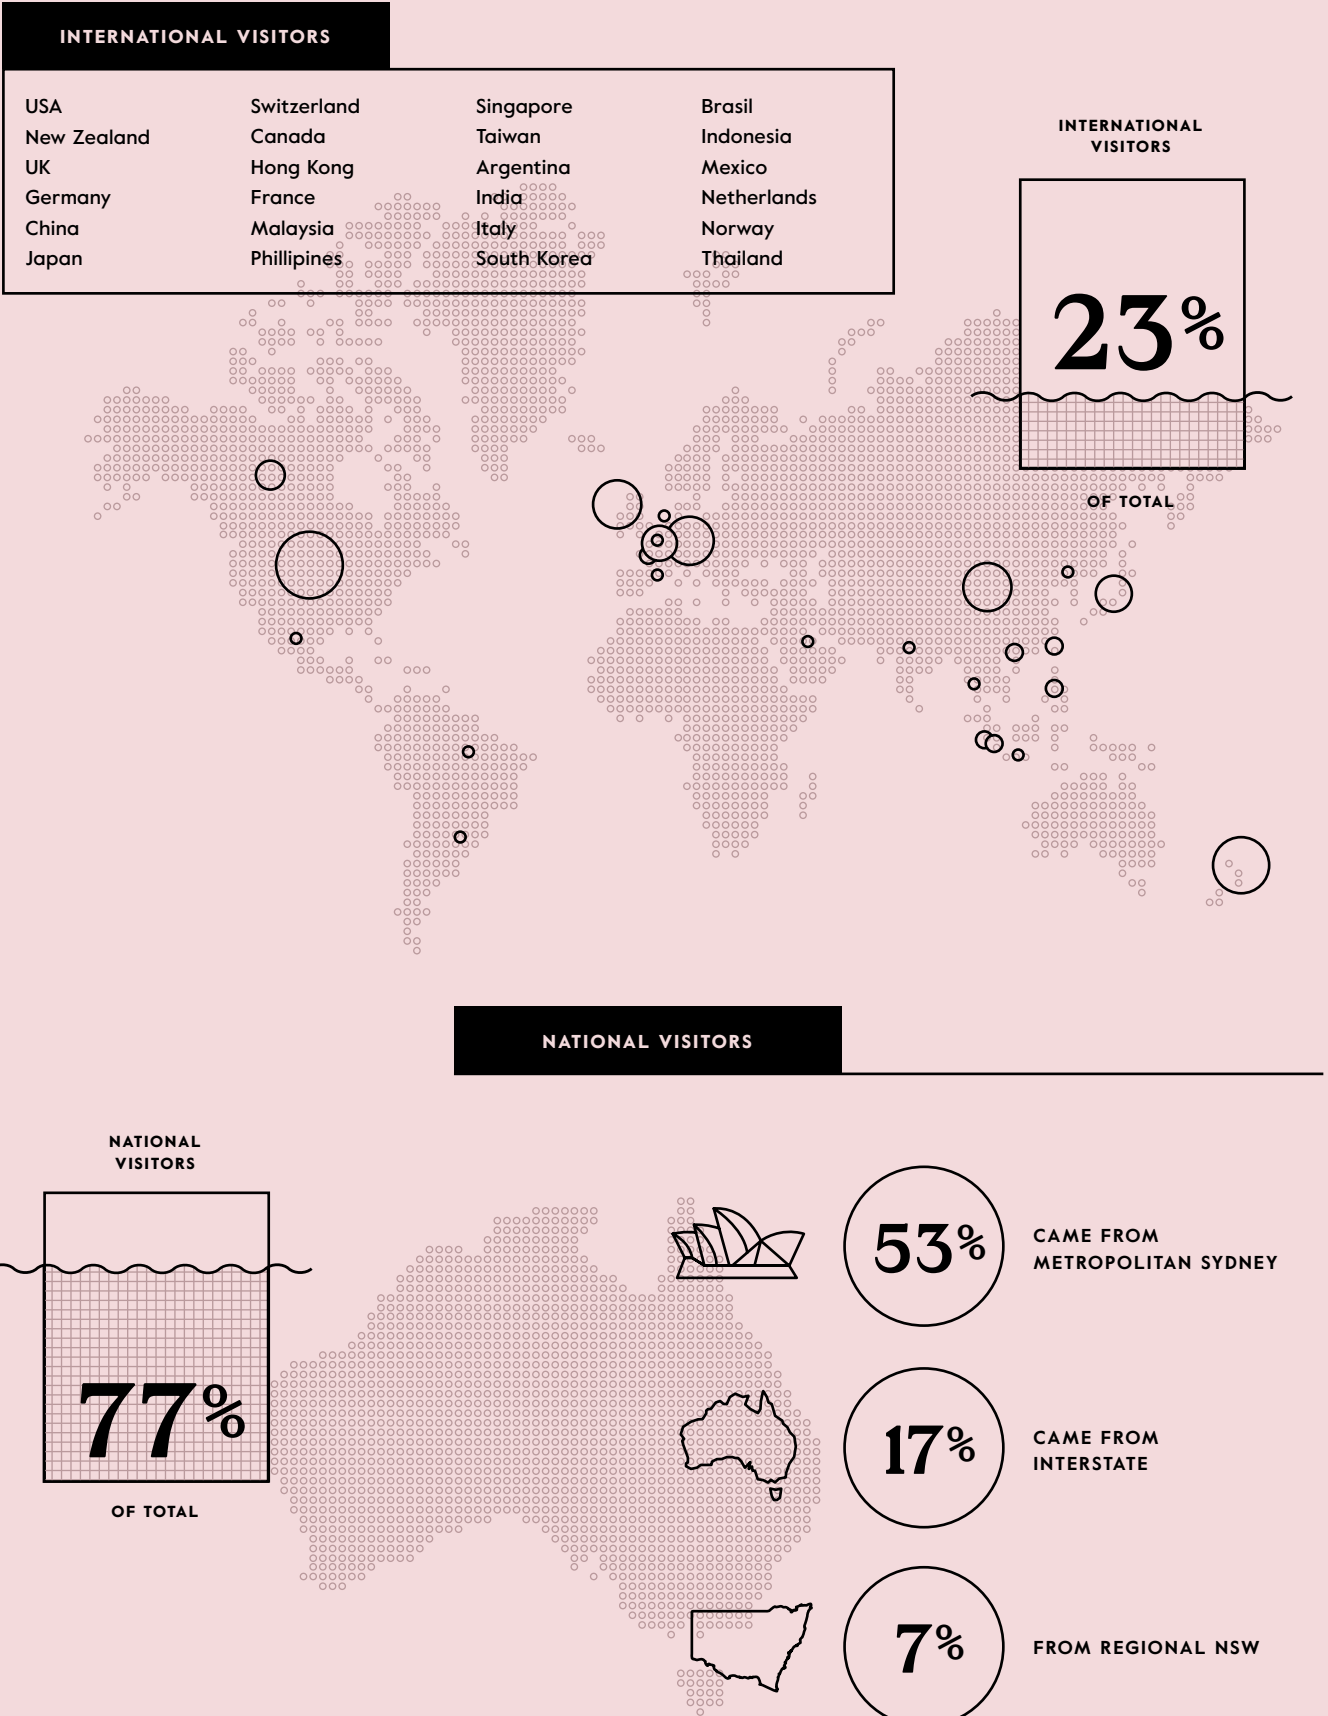 INTERNATIONAL VISITORS
USA
New Zealand
UK
Germany
China
Japan
Switzerland
Canada
Hong Kong
France
Malaysia
Phillipines
Singapore
Taiwan
Argentina
India
Italy
South Korea
Brasil
Indonesia
Mexico
Netherlands
Norway
Thailand
INTERNATIONAL
VISITORS
23%
OF TOTAL
NATIONAL VISITORS
NATIONAL
VISITORS
77%
OF TOTAL
53%
CAME FROM
METROPOLITAN SYDNEY
17%
CAME FROM
INTERSTATE
7%
FROM REGIONAL NSW